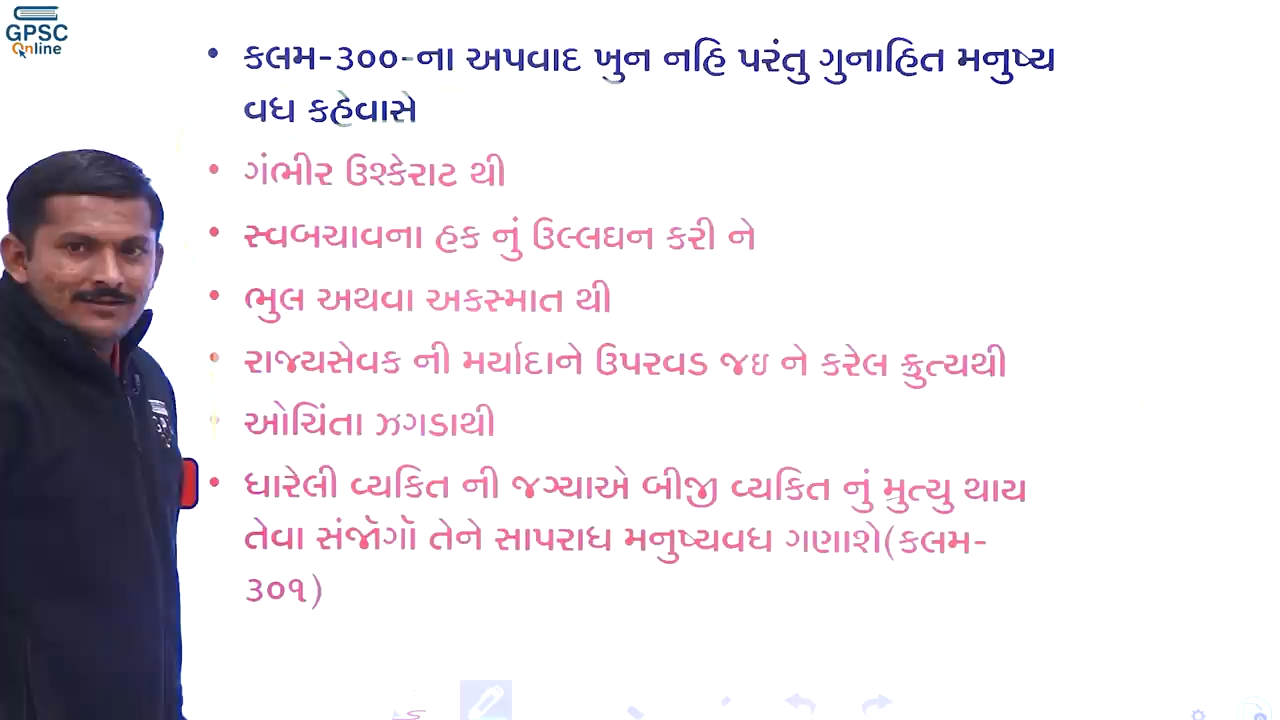 GPSC
Online
• કલમ-૩૦૦-ના અપવાદ ખુન નહિ પરંતુ ગુનાહિત મનુષ્ય
વધ કહેવાસે
• ગંભીર ઉશ્કેરાટ થી
• સ્વબચાવના હક નું ઉલ્લઘન કરી ને
• ભુલ અથવા અકસ્માત થી
• રાજ્યસેવક ની મર્યાદાને ઉપરવડ જઇ ને કરેલ ક્રુત્યથી
• ઓચિંતા ઝગડાથી
• ધારેલી વ્યકિત ની જગ્યાએ બીજી વ્યકિત નું મ્રુત્યુ થાય
તેવા સંજૉગૉ તેને સાપરાધ મનુષ્યવધ ગણાશે(કલમ-
૩૦૧)